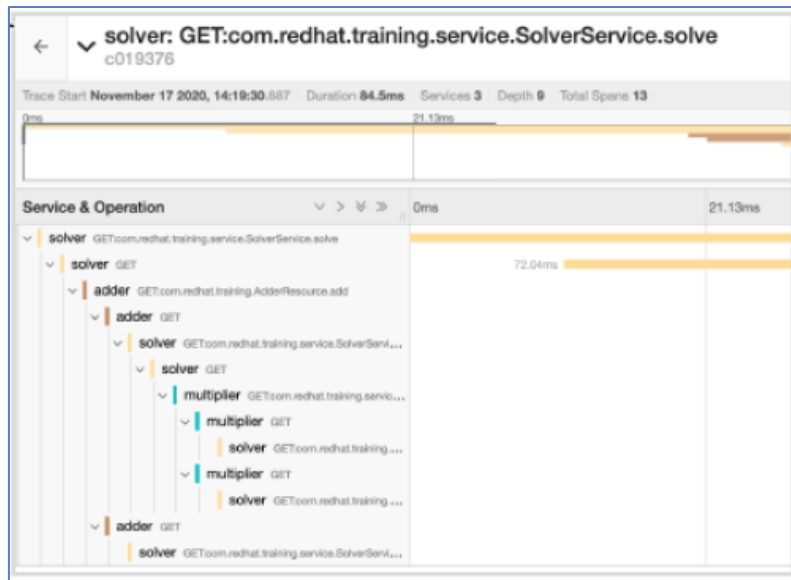 solver: GET:com.redhat.training.service.SolverService.solve
c019376
Trace Start November 17 2020, 14:19:30.887 Duration 84.5ms Services 3 Depth 9 Total Spans 13
0ms 21.13ms
Service & Operation 0ms 21.13ms
solver GET:com.redhat.training.service.SolverService.solve
solver GET 72.04ms
adder GET:com.redhat.training.AdderResource.add
adder GET
solver GET:com.redhat.training.service.SolverServi...
solver GET
multiplier GET:com.redhat.training.servic...
multiplier GET
solver GET:com.redhat.training....
multiplier GET
solver GET:com.redhat.training....
adder GET
solver GET:com.redhat.training.service.SolverServi...